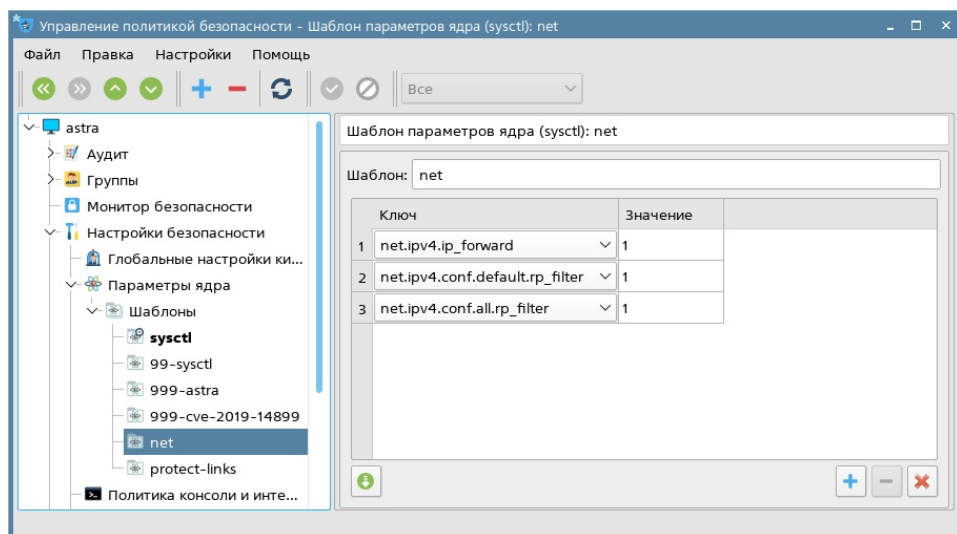 Управление политикой безопасности – Шаблон параметров ядра (sysctl): net
Файл Правка Настройки Помощь
Все
astra
Аудит
Группы
Монитор безопасности
Настройки безопасности
Глобальные настройки ки...
Параметры ядра
Шаблоны
sysctl
99-sysctl
999-astra
999-cve-2019-14899
net
protect-links
Политика консоли и инте...
Шаблон параметров ядра (sysctl): net
Шаблон: net
Ключ Значение
1 net.ipv4.ip_forward 1
2 net.ipv4.conf.default.rp_filter 1
3 net.ipv4.conf.all.rp_filter 1